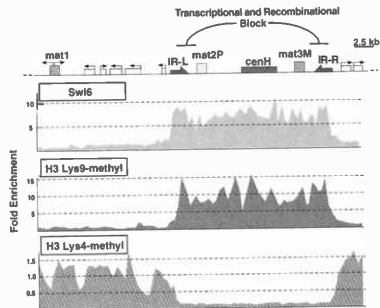 Transcriptional and Recombinational
Block
2.5 kb
mat1
IR-L
mat2P
cenH
mat3M
IR-R
Swi6
10
5
H3 Lys9-methyl
15
10
5
Fold Enrichment
H3 Lys4-methyl
1.5
1.0
0.5